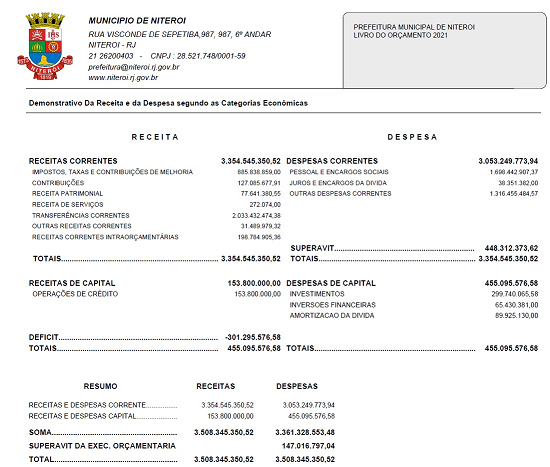 MUNICIPIO DE NITEROI
RUA VISCONDE DE SEPETIBA,987, 987, 6º ANDAR
NITEROI - RJ
21 26200403 - CNPJ : 28.521.748/0001-59
prefeitura@niteroi.rj.gov.br
www.niteroi.rj.gov.br
PREFEITURA MUNICIPAL DE NITEROI
LIVRO DO ORÇAMENTO 2021
NITEROI
Demonstrativo Da Receita e da Despesa segundo as Categorias Econômicas
RECEITA DESPESA
RECEITAS CORRENTES 3.354.545.350,52 DESPESAS CORRENTES 3.053.249.773,94
IMPOSTOS, TAXAS E CONTRIBUIÇÕES DE MELHORIA 885.838.859,00 PESSOAL E ENCARGOS SOCIAIS 1.698.442.907,37
CONTRIBUIÇÕES 127.085.677,91 JUROS E ENCARGOS DA DIVIDA 38.351.382,00
RECEITA PATRIMONIAL 77.641.380,55 OUTRAS DESPESAS CORRENTES 1.316.455.484,57
RECEITA DE SERVIÇOS 272.074,00
TRANSFERÊNCIAS CORRENTES 2.033.432.474,38
OUTRAS RECEITAS CORRENTES 31.489.979,32
RECEITAS CORRENTES INTRAORÇAMENTÁRIAS 198.784.905,36
SUPERAVIT 448.312.373,62
TOTAIS 3.354.545.350,52 TOTAIS 3.354.545.350,52
RECEITAS DE CAPITAL 153.800.000,00 DESPESAS DE CAPITAL 455.095.576,58
OPERAÇÕES DE CRÉDITO 153.800.000,00 INVESTIMENTOS 299.740.065,58
INVERSOES FINANCEIRAS 65.430.381,00
AMORTIZACAO DA DIVIDA 89.925.130,00
DEFICIT -301.295.576,58
TOTAIS 455.095.576,58 TOTAIS 455.095.576,58
RESUMO RECEITAS DESPESAS
RECEITAS E DESPESAS CORRENTE 3.354.545.350,52 3.053.249.773,94
RECEITAS E DESPESAS CAPITAL 153.800.000,00 455.095.576,58
SOMA 3.508.345.350,52 3.361.328.553,48
SUPERAVIT DA EXEC. ORÇAMENTARIA 147.016.797,04
TOTAL 3.508.345.350,52 3.508.345.350,52